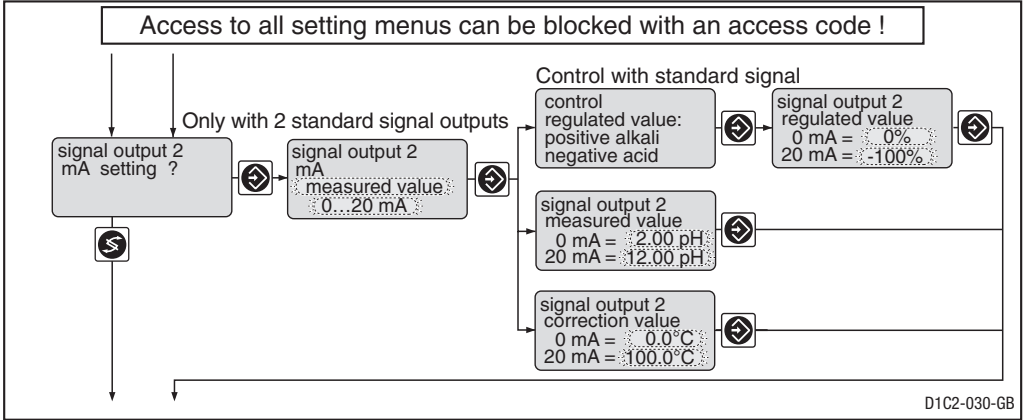 Access to all setting menus can be blocked with an access code !
Control with standard signal
Only with 2 standard signal outputs
signal output 2
mA setting ?
signal output 2
mA
measured value
0...20 mA
control
regulated value:
positive alkali
negative acid
signal output 2
regulated value
0 mA = 0%
20 mA = -100%
signal output 2
measured value
0 mA = 2.00 pH
20 mA = 12.00 pH
signal output 2
correction value
0 mA = 0.0°C
20 mA = 100.0°C
D1C2-030-GB